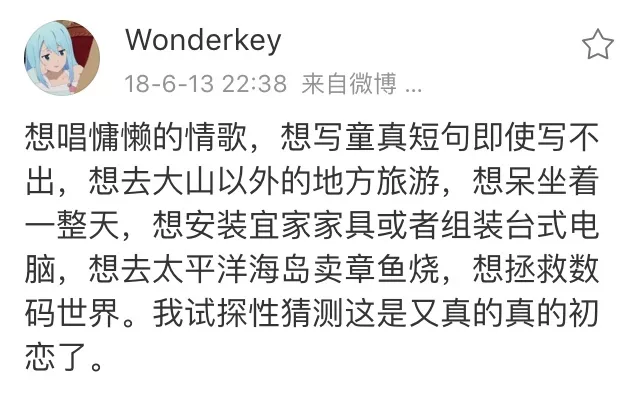 Wonderkey
18-6-13 22:38 来自微博 ...
想唱慵懒的情歌，想写童真短句即使写不
出，想去大山以外的地方旅游，想呆坐着
一整天，想安装宜家家具或者组装台式电
脑，想去太平洋海岛卖章鱼烧，想拯救数
码世界。我试探性猜测这是又真的真的初
恋了。